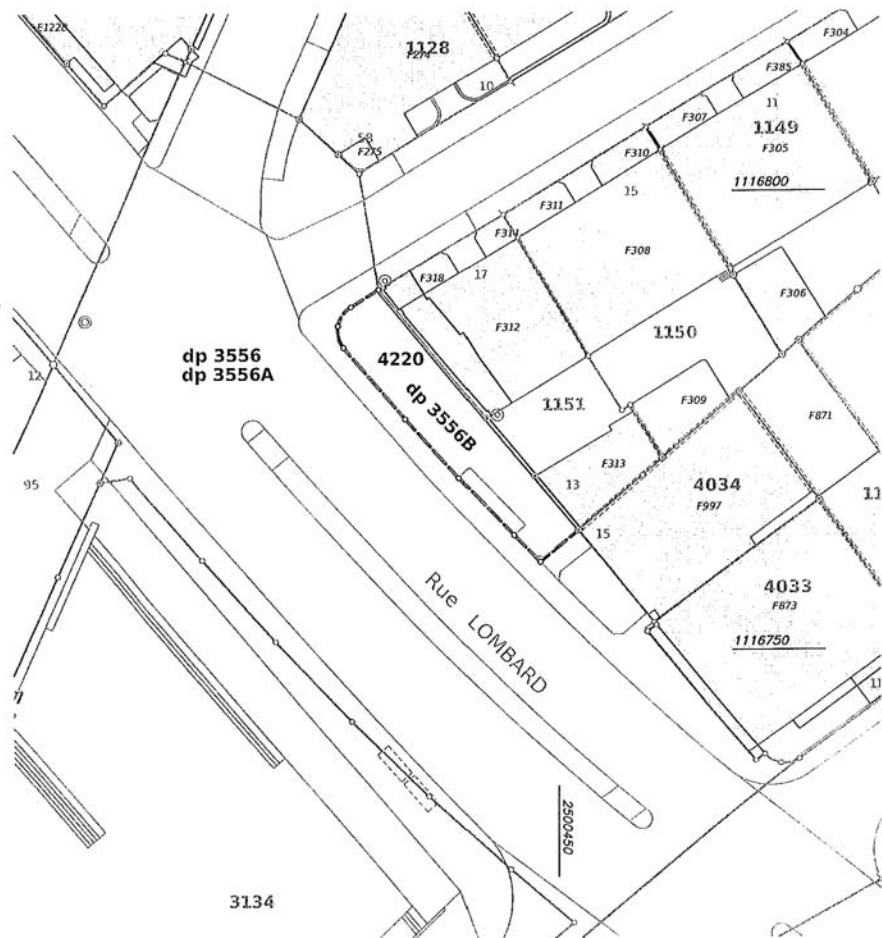 E1228
1128
F274
10
58
F275
F304
F385
11
F307
1149
F305
1116800
F310
15
F311
F314
F308
F318
17
F312
F306
1150
dp 3556
dp 3556A
4220
dp 3556B
12
1151
F309
F871
F313
13
95
4034
F997
15
4033
F873
1116750
Rue LOMBARD
2500450
3134